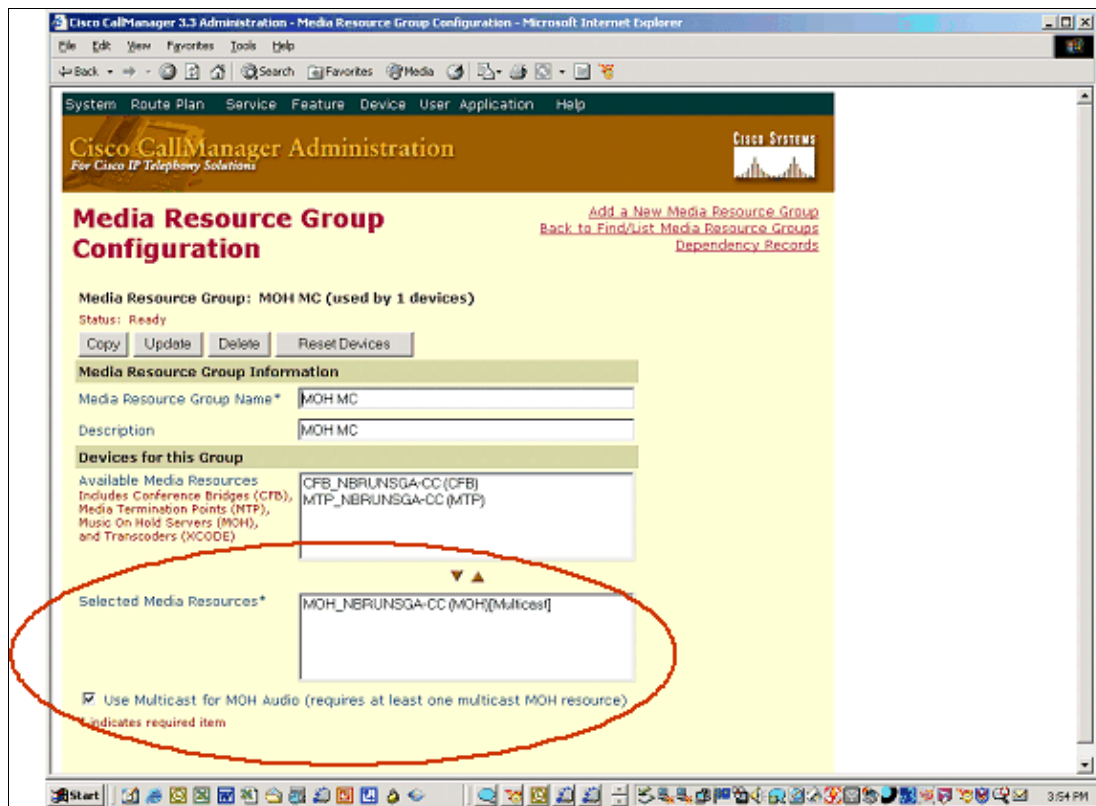 Cisco CallManager 3.3 Administration - Media Resource Group Configuration - Microsoft Internet Explorer
File Edit View Favorites Tools Help
Back Search Favorites Media
System Route Plan Service Feature Device User Application Help
Cisco CallManager Administration
For Cisco IP Telephony Solutions
CISCO SYSTEMS
Media Resource Group
Configuration
Add a New Media Resource Group
Back to Find/List Media Resource Groups
Dependency Records
Media Resource Group: MOH MC (used by 1 devices)
Status: Ready
Copy Update Delete Reset Devices
Media Resource Group Information
Media Resource Group Name* MOH MC
Description MOH MC
Devices for this Group
Available Media Resources
Includes Conference Bridges (CFB),
Media Termination Points (MTP),
Music On Hold Servers (MOH),
and Transcoders (XCODE)
CFB_NBRUNSGA-CC (CFB)
MTP_NBRUNSGA-CC (MTP)
Selected Media Resources* MOH_NBRUNSGA-CC (MOH)[Multicast]
Use Multicast for MOH Audio (requires at least one multicast MOH resource)
* indicates required item
Start 3:54 PM